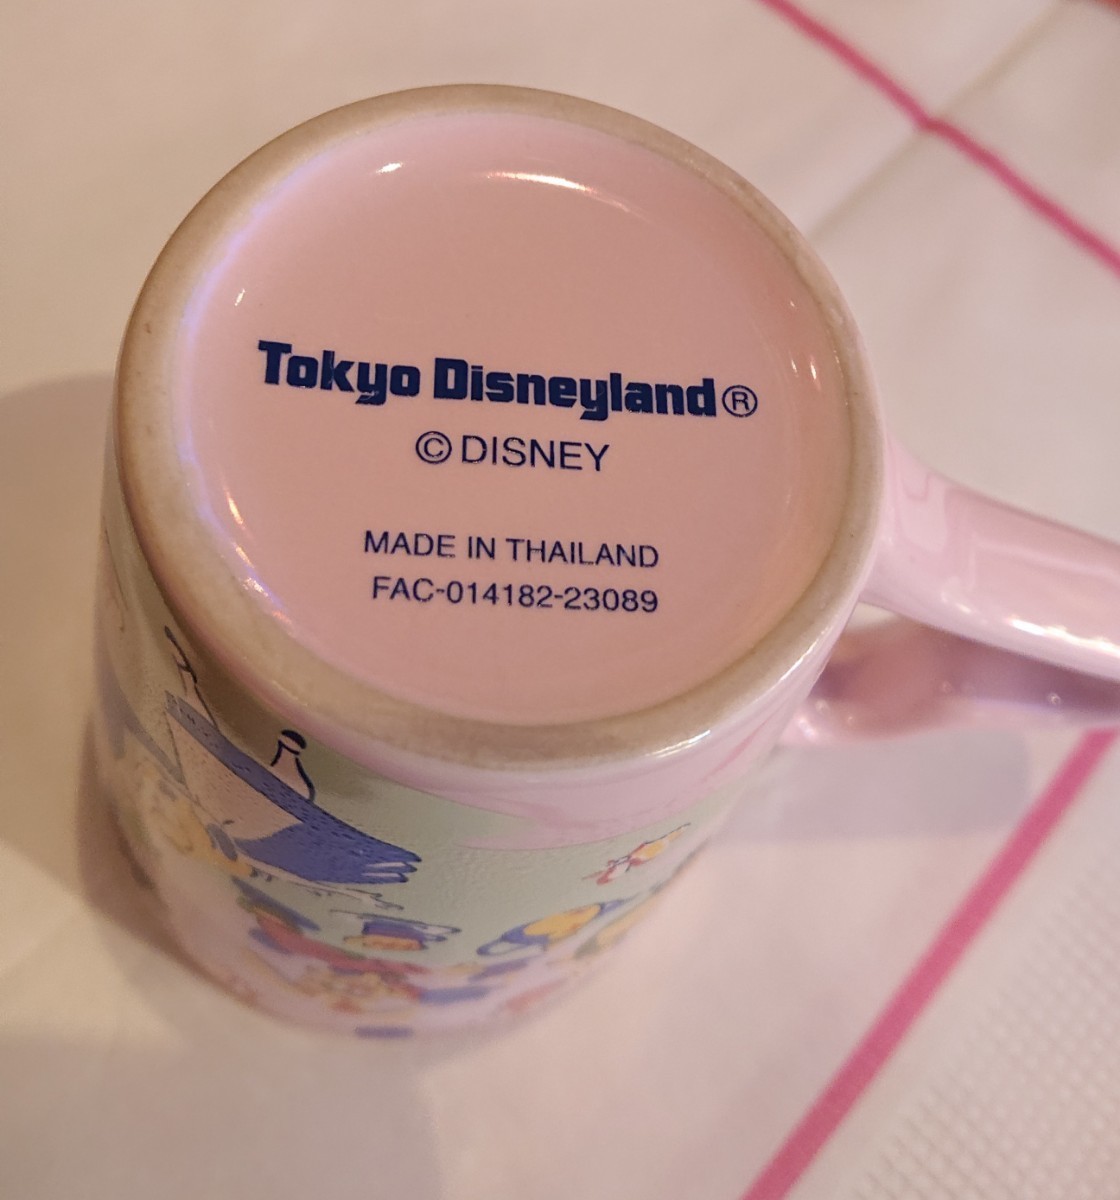 Tokyo Disneyland®
© DISNEY
MADE IN THAILAND
FAC-014182-23089